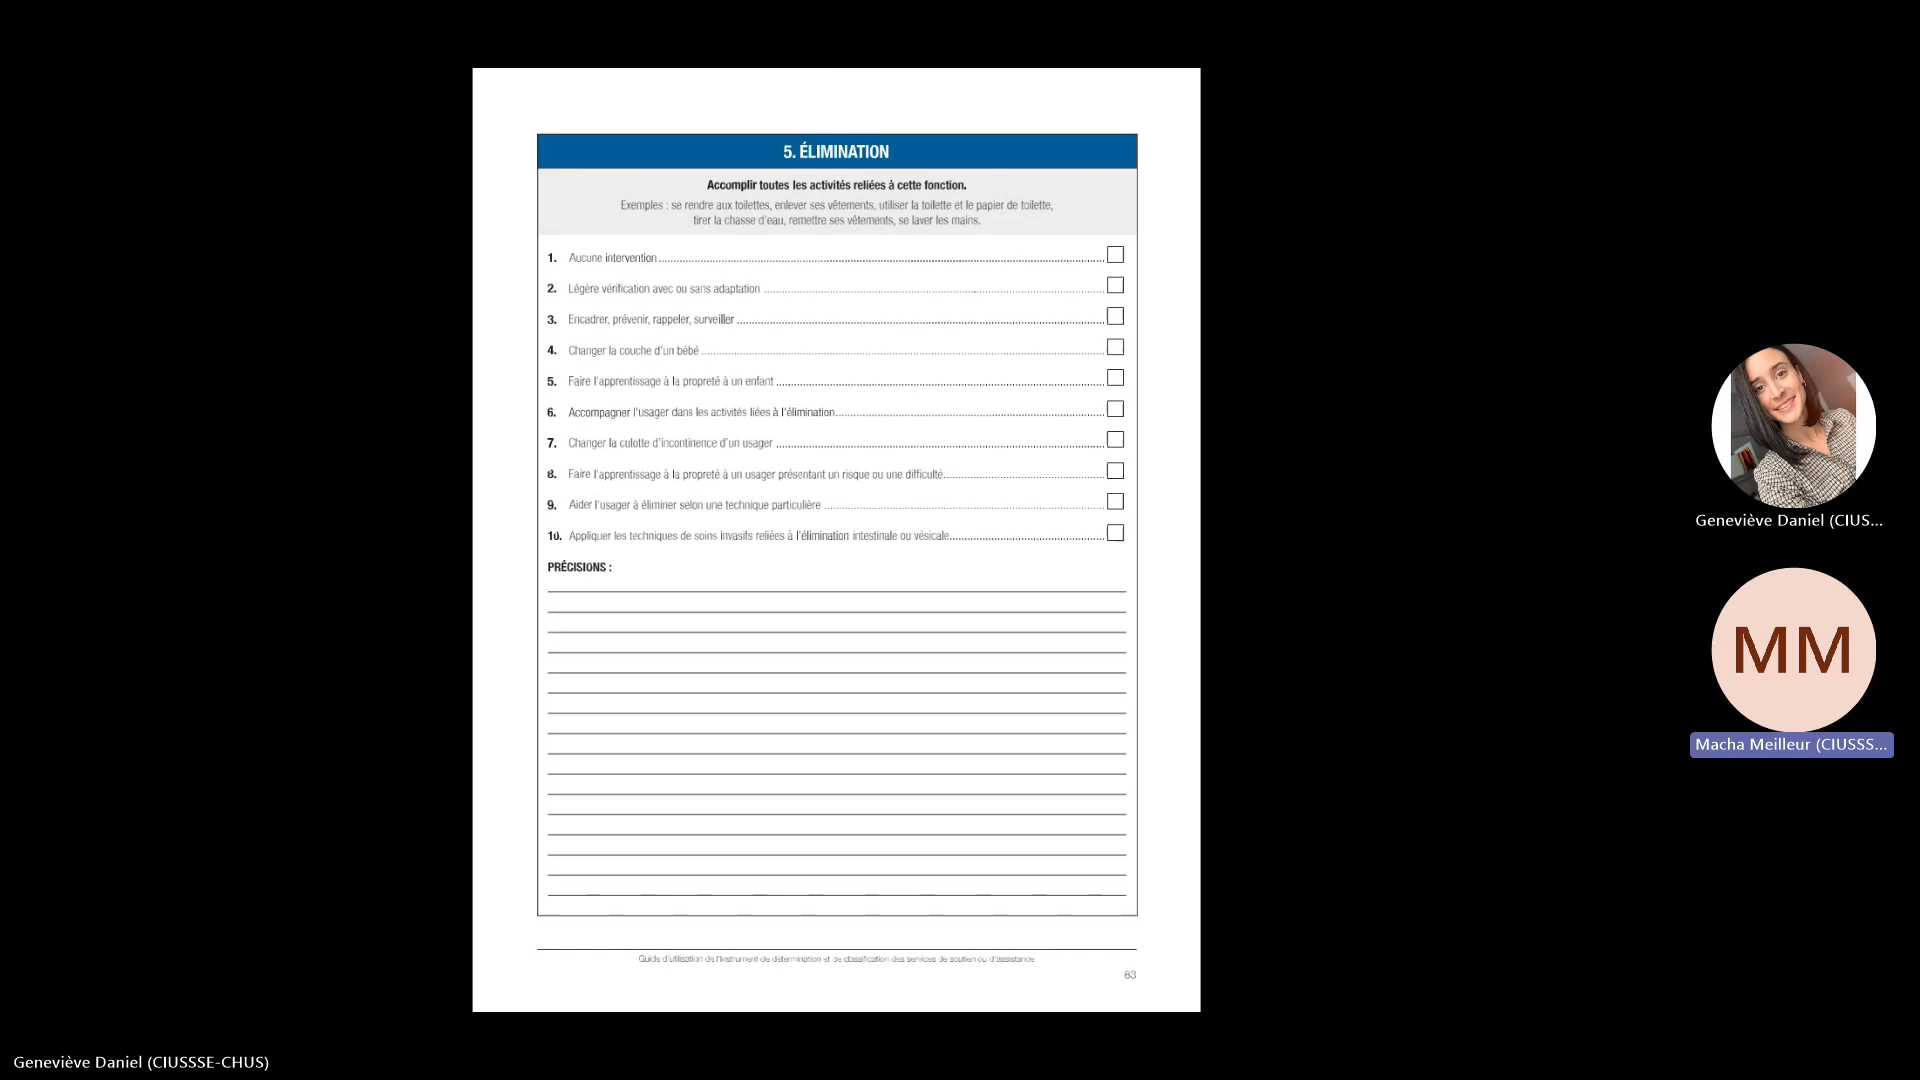 5. ÉLIMINATION
Accomplir toutes les activités reliées à cette fonction.
Exemples : se rendre aux toilettes, enlever ses vêtements, utiliser la toilette et le papier de toilette,
tirer la chasse d'eau, remettre ses vêtements, se laver les mains.
1. Aucune intervention
2. Légère vérification avec ou sans adaptation
3. Encadrer, prévenir, rappeler, surveiller
4. Changer la couche d'un bébé
5. Faire l'apprentissage à la propreté à un enfant
6. Accompagner l'usager dans les activités liées à l'élimination
7. Changer la culotte d'incontinence d'un usager
8. Faire l'apprentissage à la propreté à un usager présentant un risque ou une difficulté
9. Aider l'usager à éliminer selon une technique particulière
10. Appliquer les techniques de soins invasifs reliées à l'élimination intestinale ou vésicale
PRÉCISIONS :
Guide d'utilisation de l'Instrument de détermination et de classification des services de soutien ou d'assistance
83
Geneviève Daniel (CIUS...
MM
Macha Meilleur (CIUSSS...
Geneviève Daniel (CIUSSSE-CHUS)